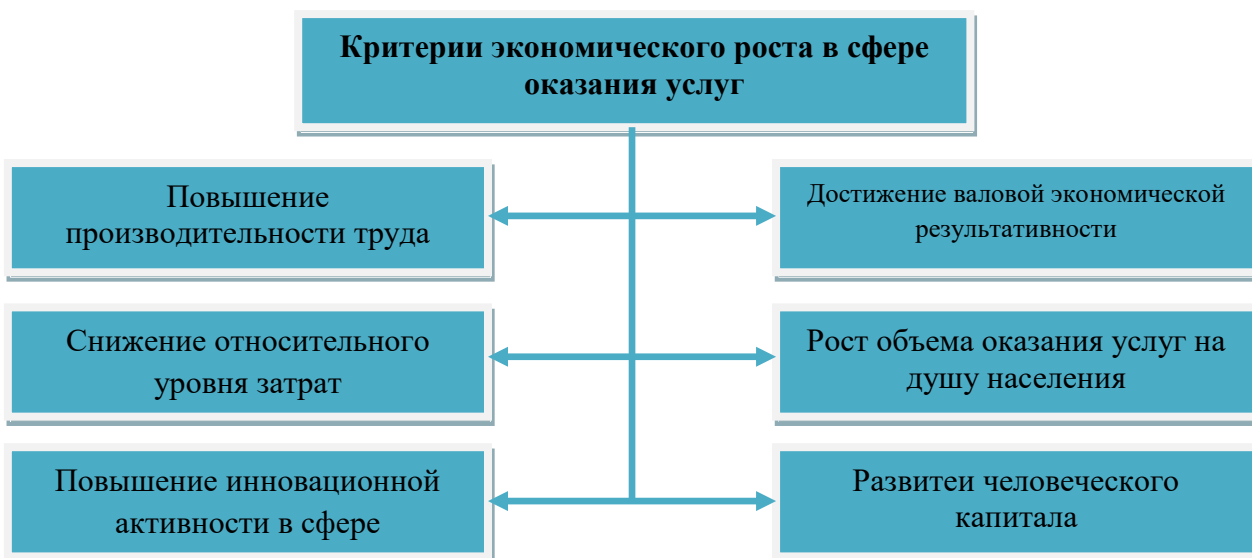 Критерии экономического роста в сфере
оказания услуг
Повышение
производительности труда
Достижение валовой экономической
результативности
Снижение относительного
уровня затрат
Рост объема оказания услуг на
душу населения
Повышение инновационной
активности в сфере
Развитеи человеческого
капитала